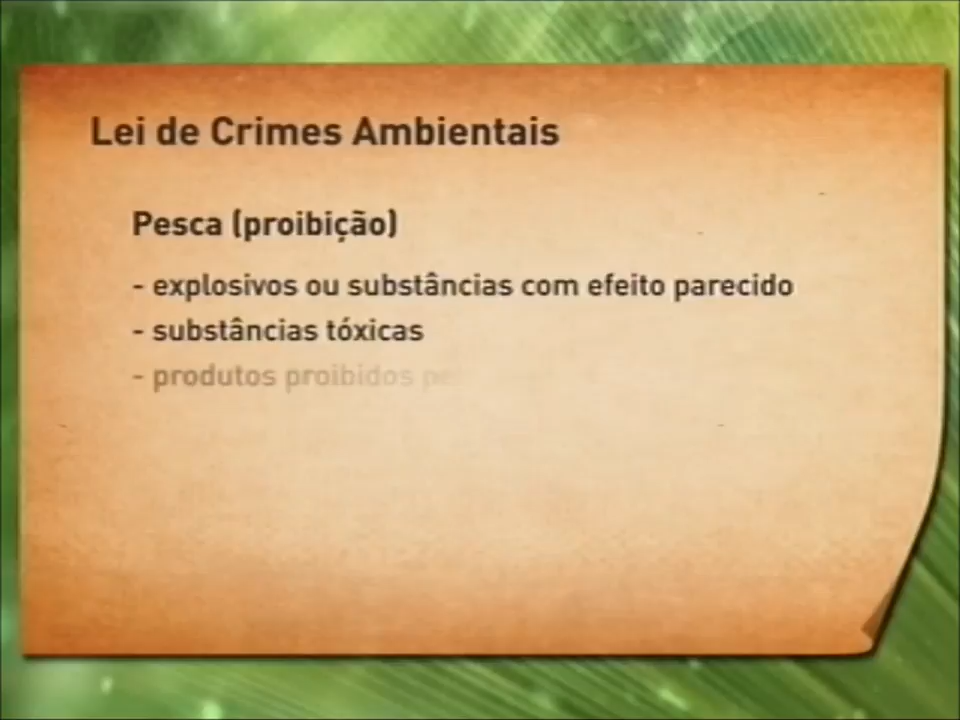 Lei de Crimes Ambientais
Pesca (proibição)
- explosivos ou substâncias com efeito parecido
- substâncias tóxicas
- produtos proibidos